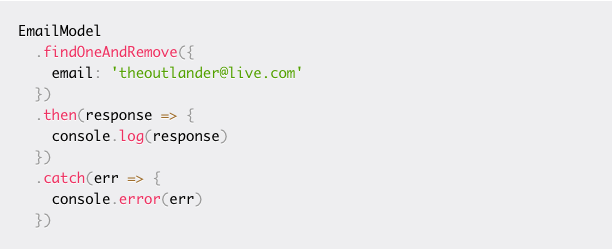 EmailModel
  .findOneAndRemove({
    email: 'theoutlander@live.com'
  })
  .then(response => {
    console.log(response)
  })
  .catch(err => {
    console.error(err)
  })